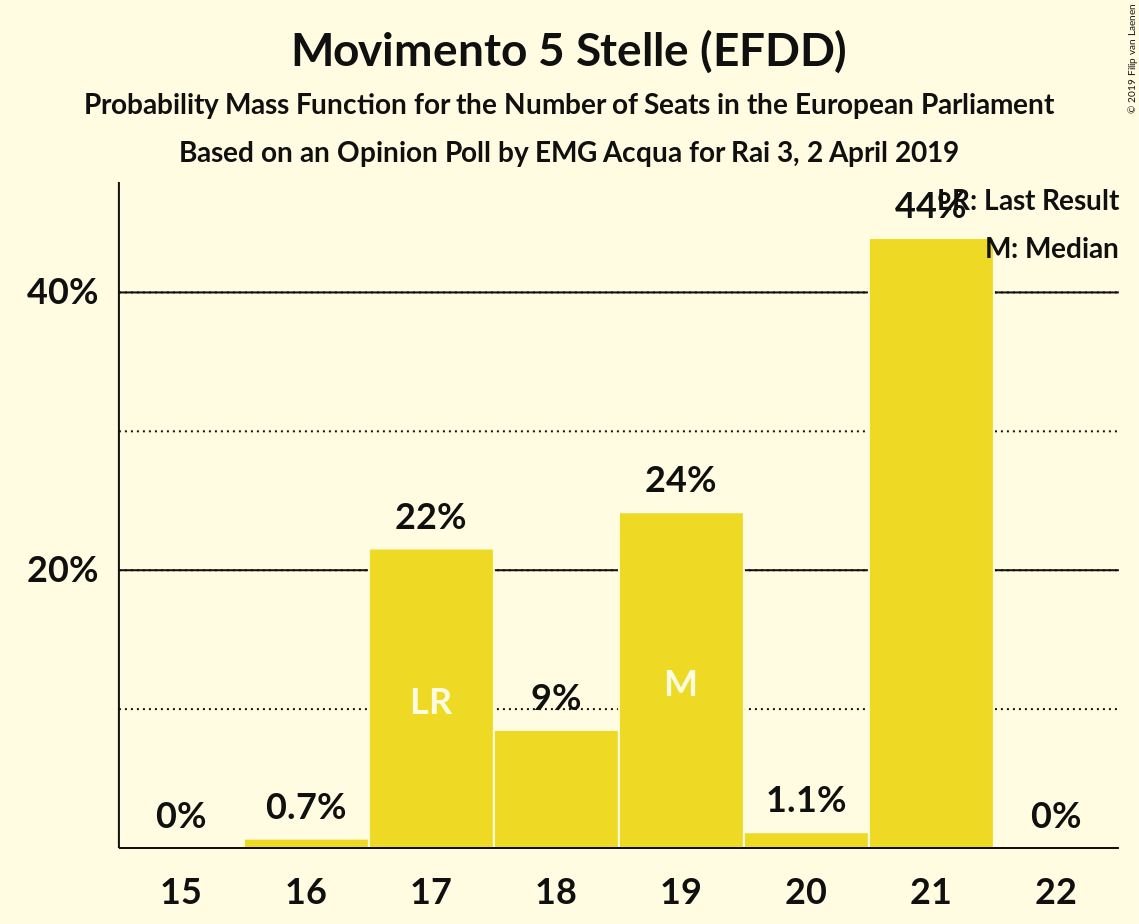 Movimento 5 Stelle (EFDD)
Probability Mass Function for the Number of Seats in the European Parliament
Based on an Opinion Poll by EMG Acqua for Rai 3, 2 April 2019
© 2019 Filip van Laenen
LR: Last Result
M: Median
40%
20%
0%
0.7%
22%
9%
24%
1.1%
44%
0%
LR
M
15 16 17 18 19 20 21 22